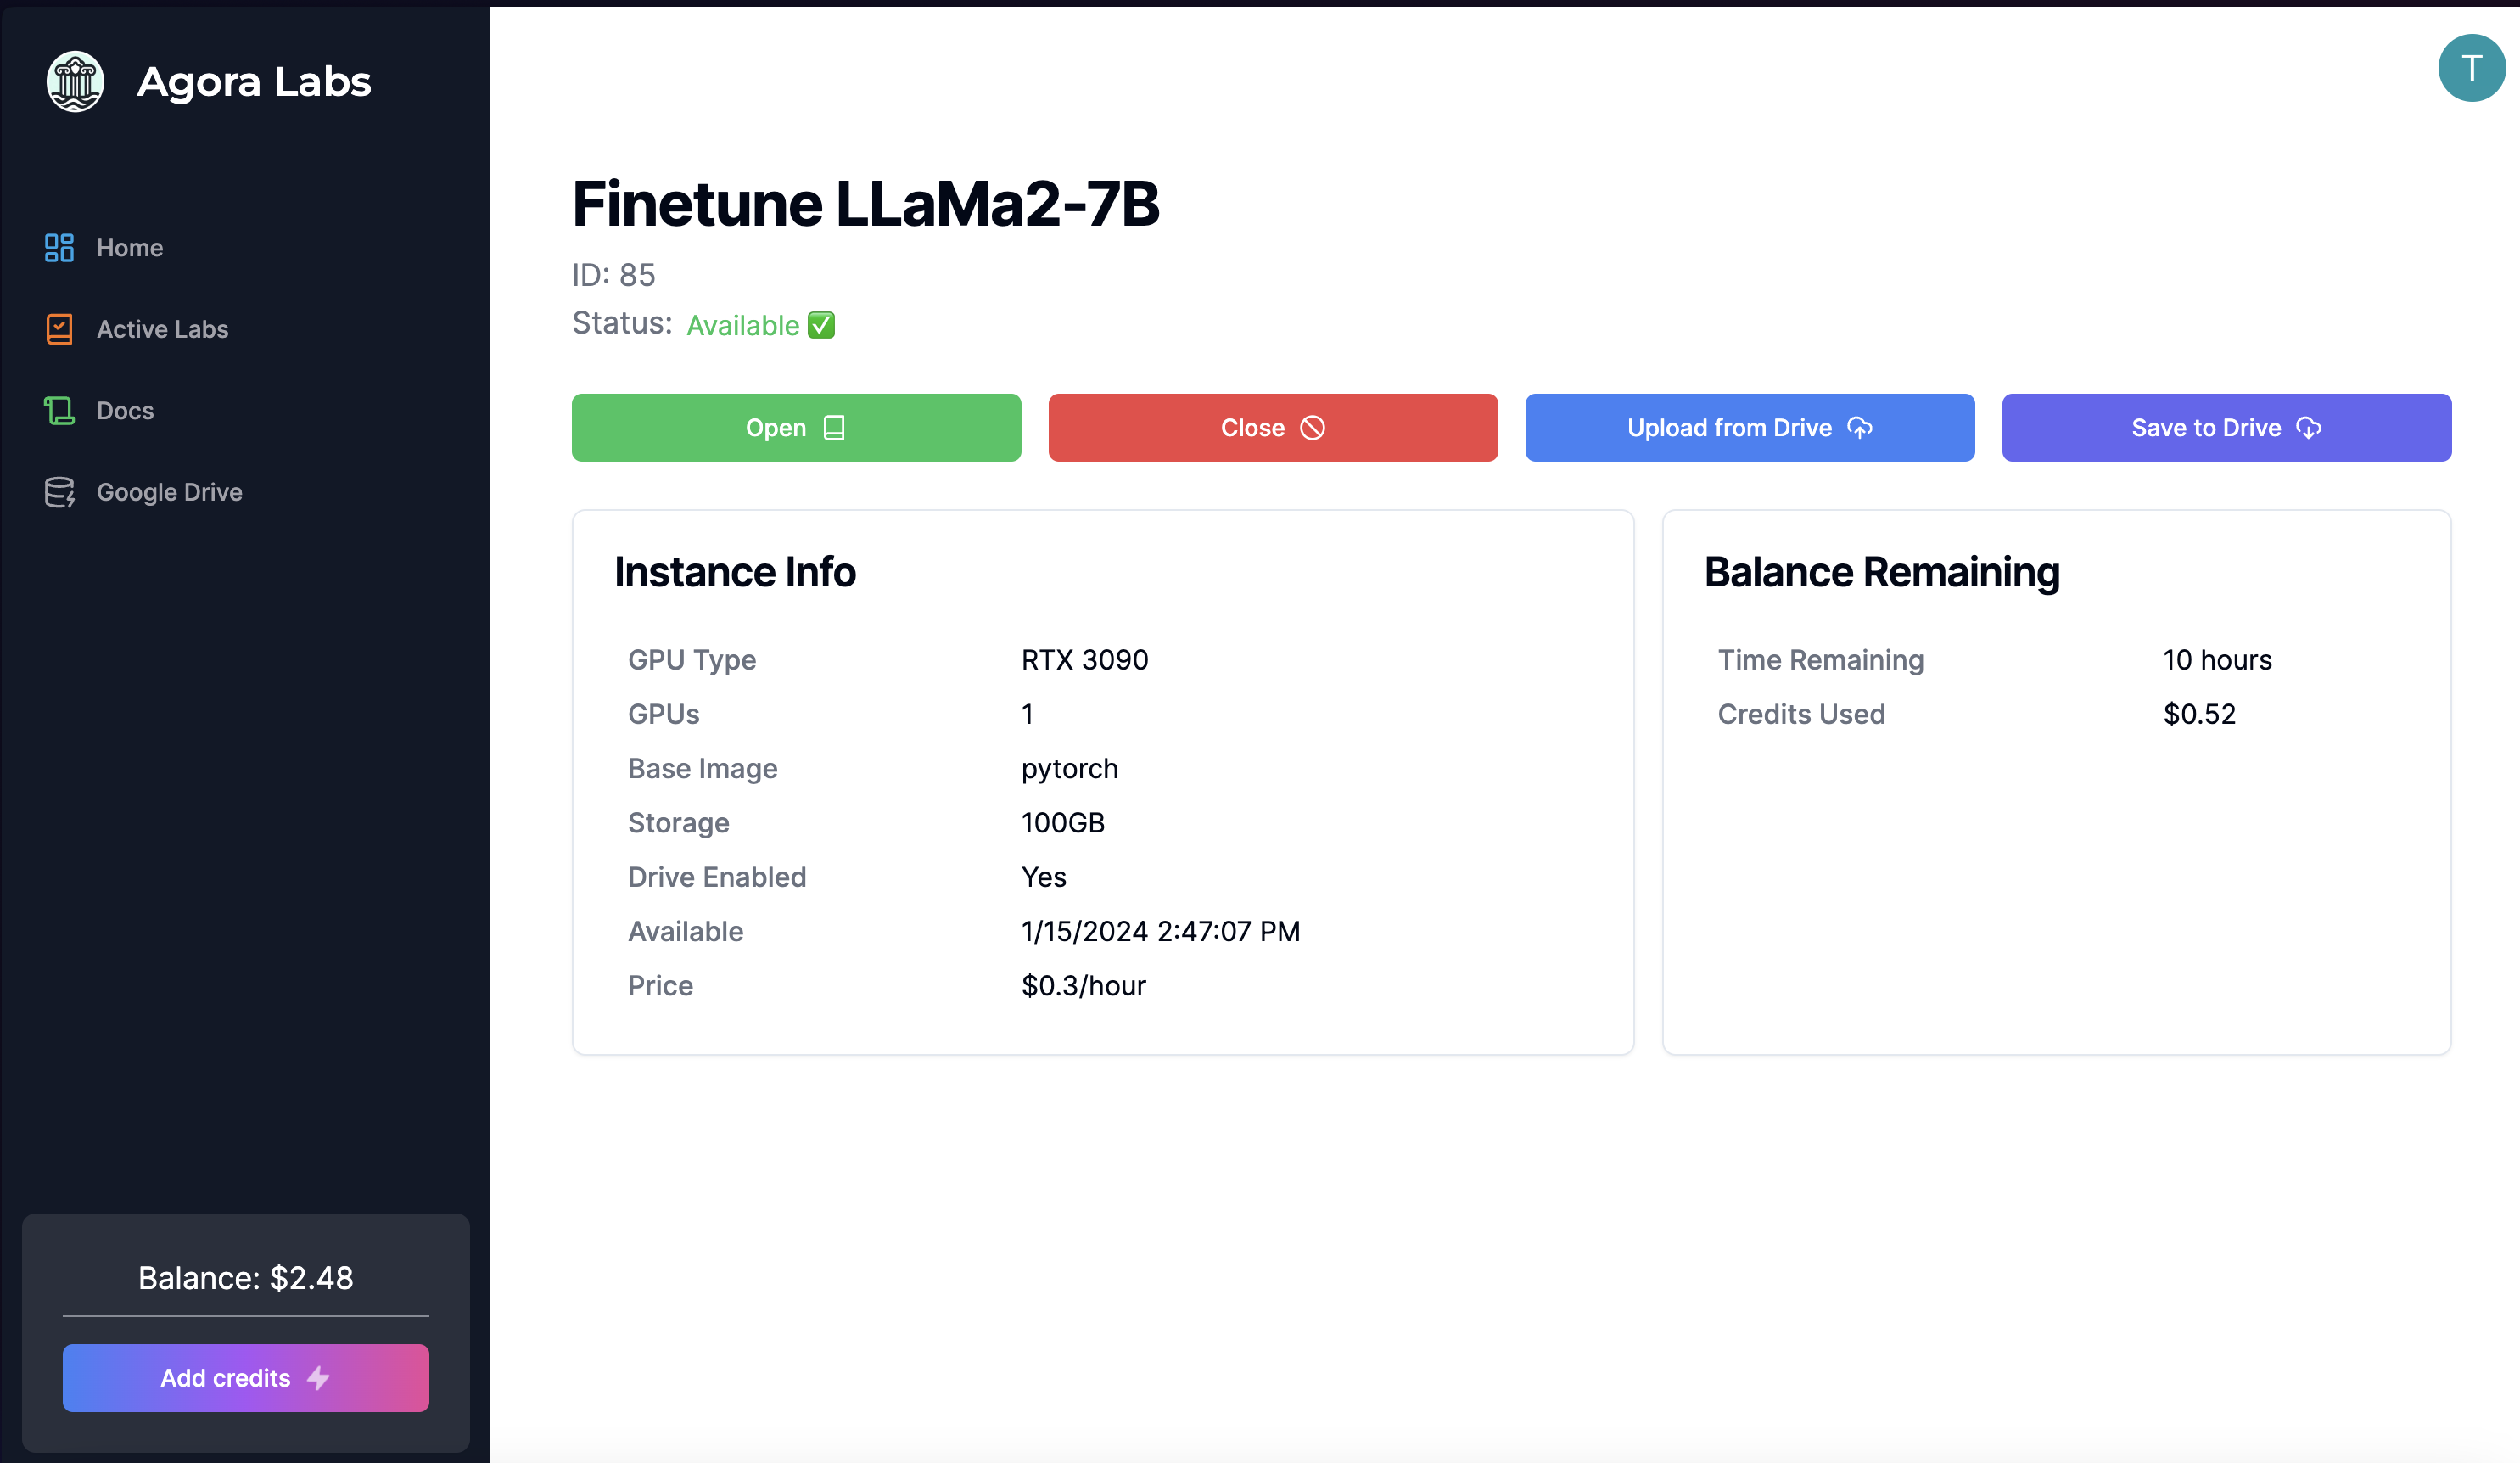 Agora Labs
Home
Active Labs
Docs
Google Drive
Balance: $2.48
Add credits
T
Finetune LLaMa2-7B
ID: 85
Status: Available ✅
Open
Close
Upload from Drive
Save to Drive
Instance Info
GPU Type RTX 3090
GPUs 1
Base Image pytorch
Storage 100GB
Drive Enabled Yes
Available 1/15/2024 2:47:07 PM
Price $0.3/hour
Balance Remaining
Time Remaining 10 hours
Credits Used $0.52